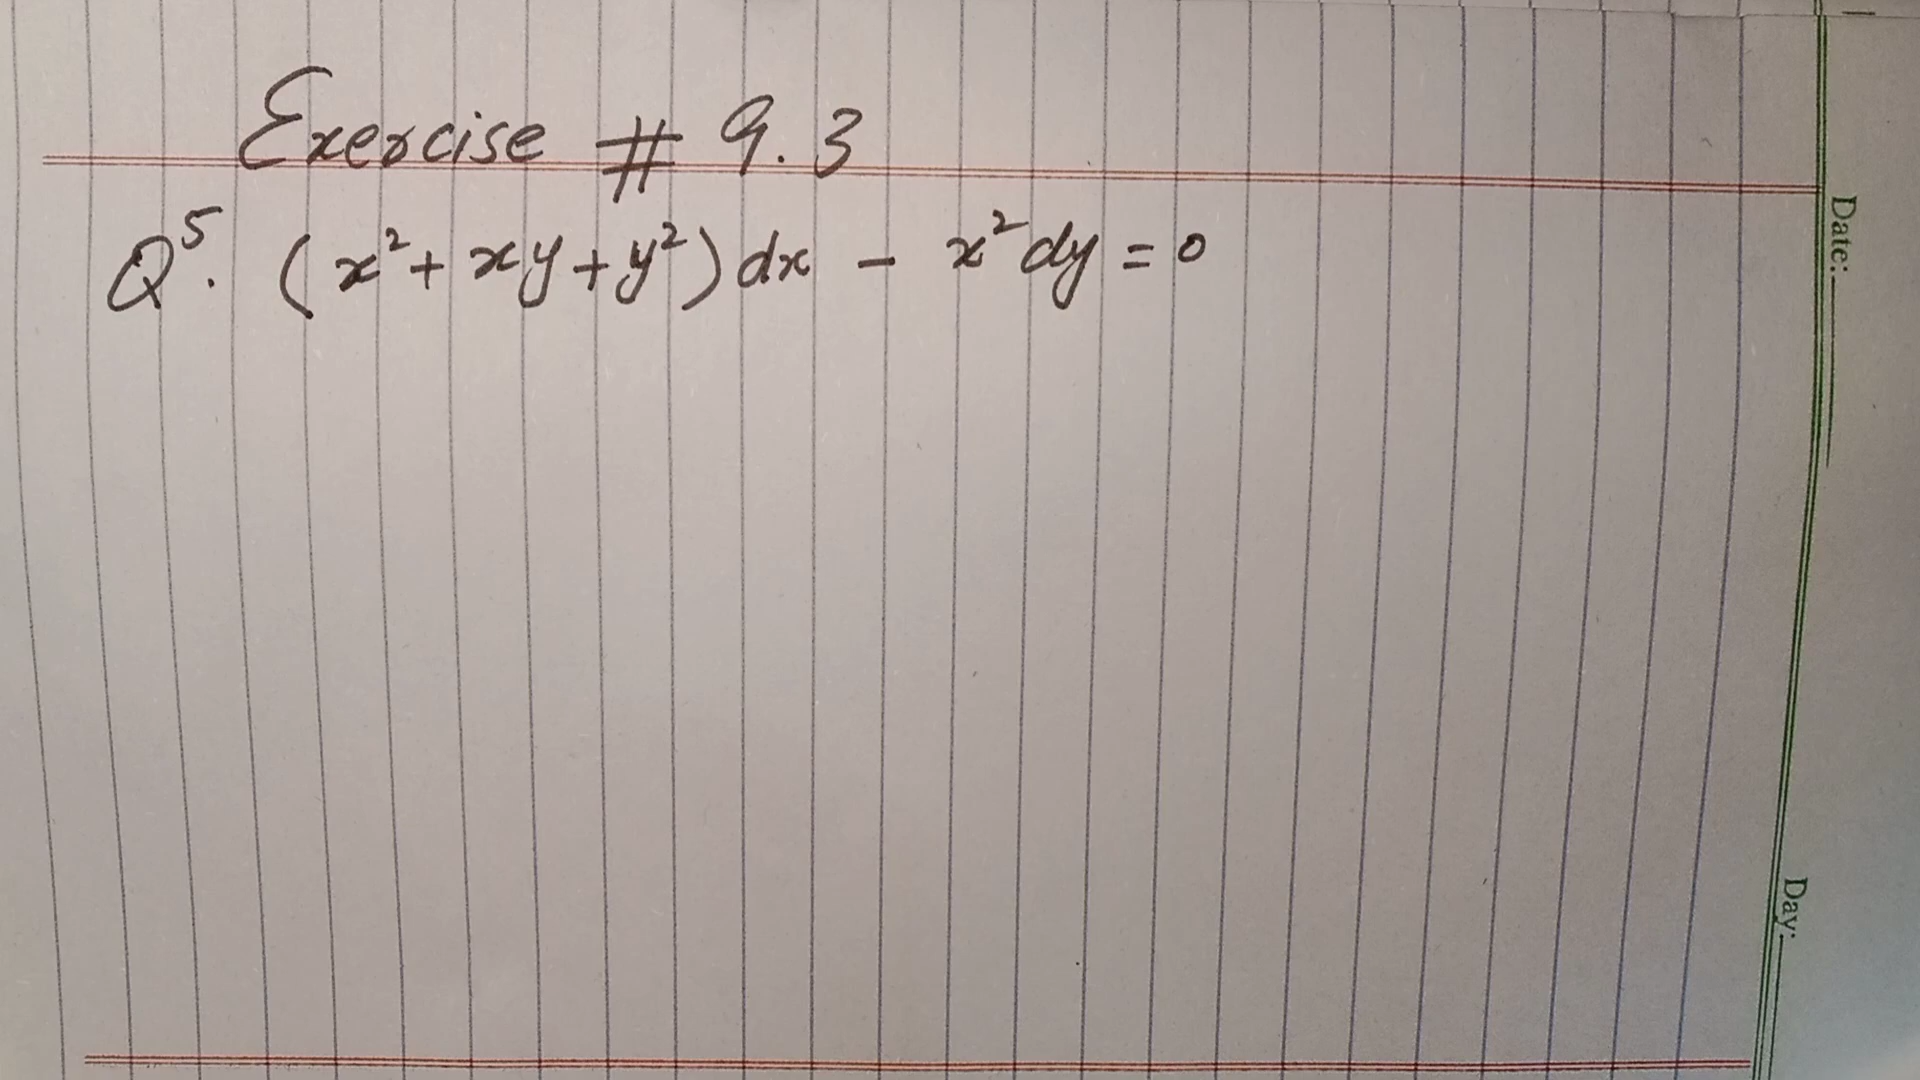 Exercise # 9.3
Q5. (x² + xy + y²) dx - x² dy = 0
Date:
Day: